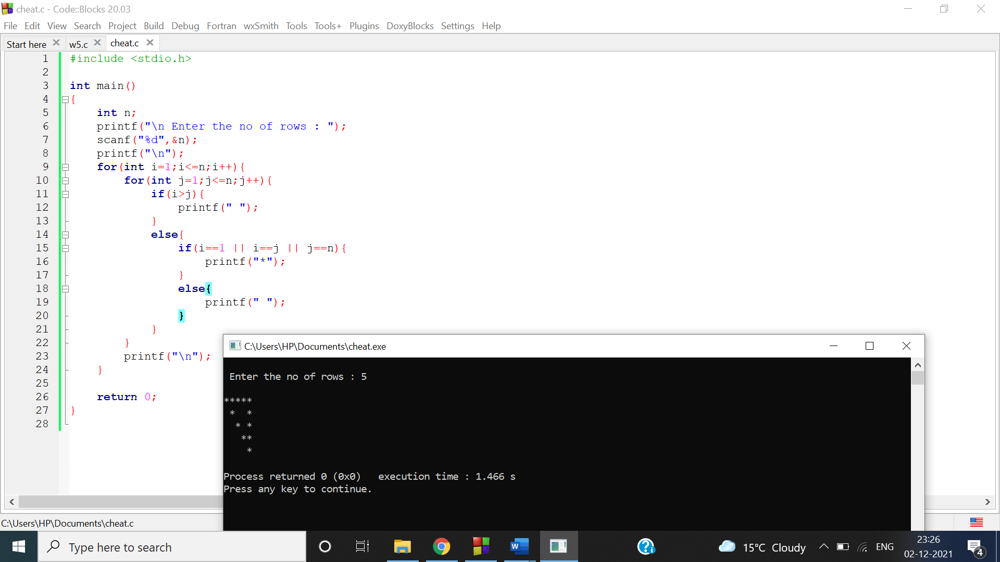 cheat.c - Code::Blocks 20.03
File Edit View Search Project Build Debug Fortran wxSmith Tools Tools+ Plugins DoxyBlocks Settings Help
Start here w5.c cheat.c
1 #include <stdio.h>
2
3 int main()
4 {
5     int n;
6     printf("\n Enter the no of rows : ");
7     scanf("%d",&n);
8     printf("\n");
9     for(int i=1;i<=n;i++){
10         for(int j=1;j<=n;j++){
11             if(i>j){
12                 printf(" ");
13             }
14             else{
15                 if(i==1 || i==j || j==n){
16                     printf("*");
17                 }
18                 else{
19                     printf(" ");
20                 }
21             }
22         }
23         printf("\n");
24     }
25
26     return 0;
27 }
28
C:\Users\HP\Documents\cheat.exe
Enter the no of rows : 5
*****
 *  *
  * *
   **
    *
Process returned 0 (0x0)   execution time : 1.466 s
Press any key to continue.
C:\Users\HP\Documents\cheat.c
Type here to search
15°C Cloudy
ENG
23:26
02-12-2021
4